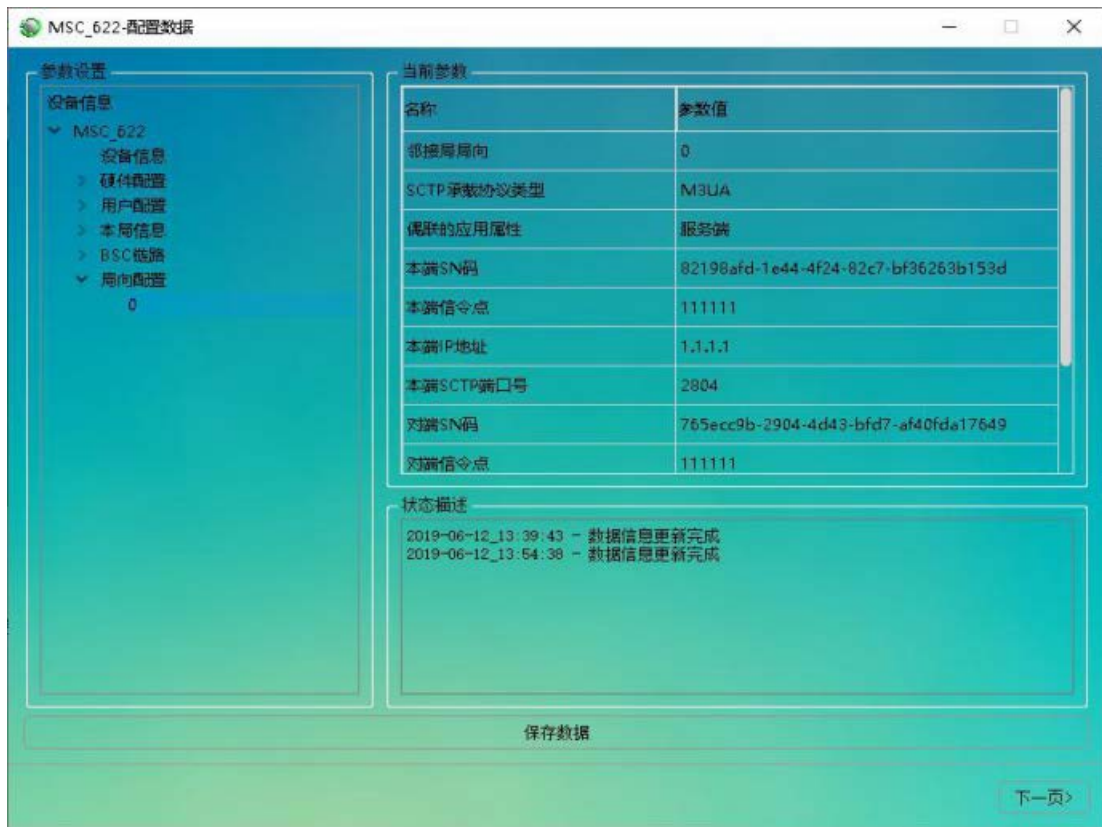 MSC_622-配置数据
参数设置
设备信息
MSC_622
设备信息
硬件配置
用户配置
本局信息
BSC链路
局向配置
0
当前参数
名称 参数值
邻接局局向 0
SCTP承载协议类型 M3UA
偶联的应用属性 服务端
本端SN码 82198afd-1e44-4f24-82c7-bf36263b153d
本端信令点 111111
本端IP地址 1.1.1.1
本端SCTP端口号 2804
对端SN码 765ecc9b-2904-4d43-bfd7-af40fda17649
对端信令点 111111
状态描述
2019-06-12_13:39:43 - 数据信息更新完成
2019-06-12_13:54:38 - 数据信息更新完成
保存数据
下一页>